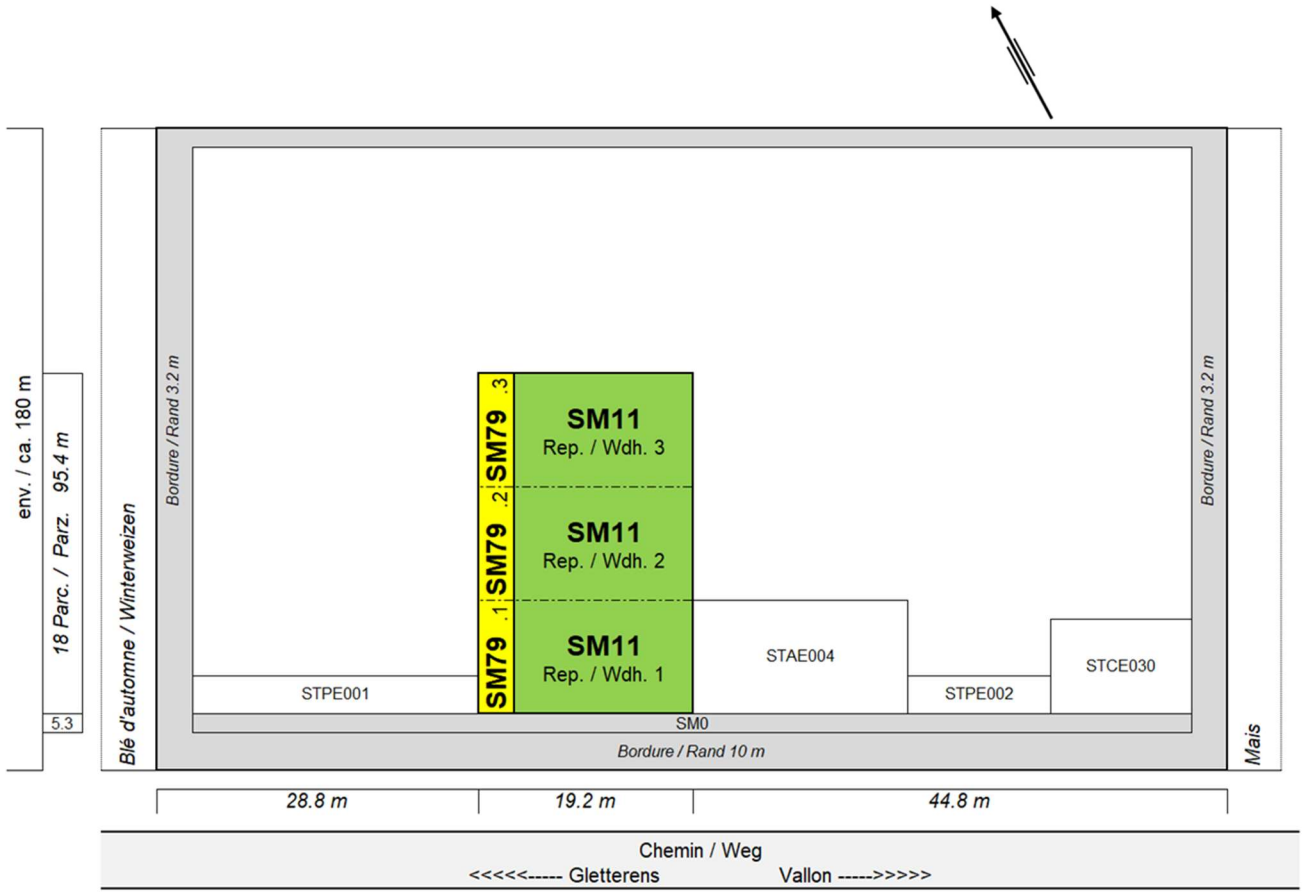 env. / ca. 180 m
18 Parc. / Parz. 95.4 m
5.3
Blé d'automne / Winterweizen
Bordure / Rand 3.2 m
SM79 .3
SM11
Rep. / Wdh. 3
SM79 .2
SM11
Rep. / Wdh. 2
SM79 .1
SM11
Rep. / Wdh. 1
STPE001
STAE004
STPE002
STCE030
Bordure / Rand 3.2 m
Mais
SM0
Bordure / Rand 10 m
28.8 m
19.2 m
44.8 m
Chemin / Weg
<<<<<----- Gletterens Vallon ----->>>>>